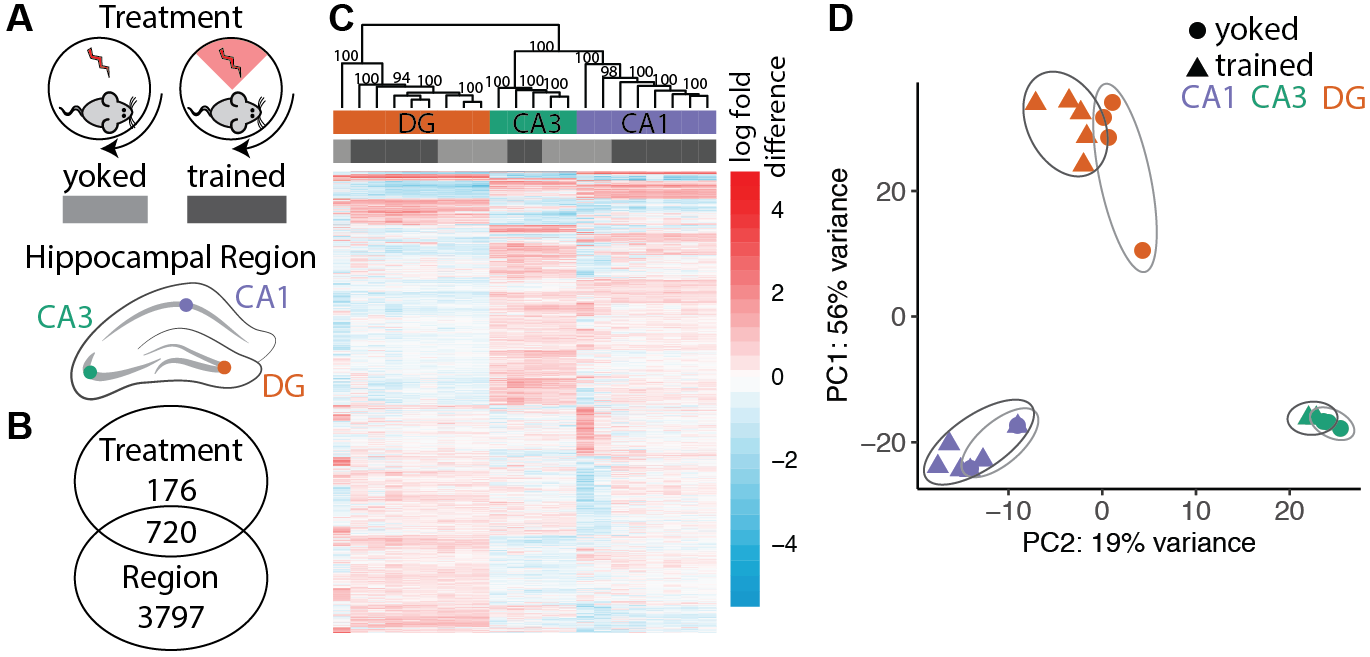 A
Treatment
yoked
trained
Hippocampal Region
CA3
CA1
DG
B
Treatment
176
720
Region
3797
C
100
100
100
100
94
100
100
100
100
100
100
98
100
100
100
DG
CA3
CA1
log fold
difference
4
2
0
−2
−4
D
yoked
trained
CA1 CA3 DG
PC1: 56% variance
20
0
−20
−10
0
10
20
PC2: 19% variance